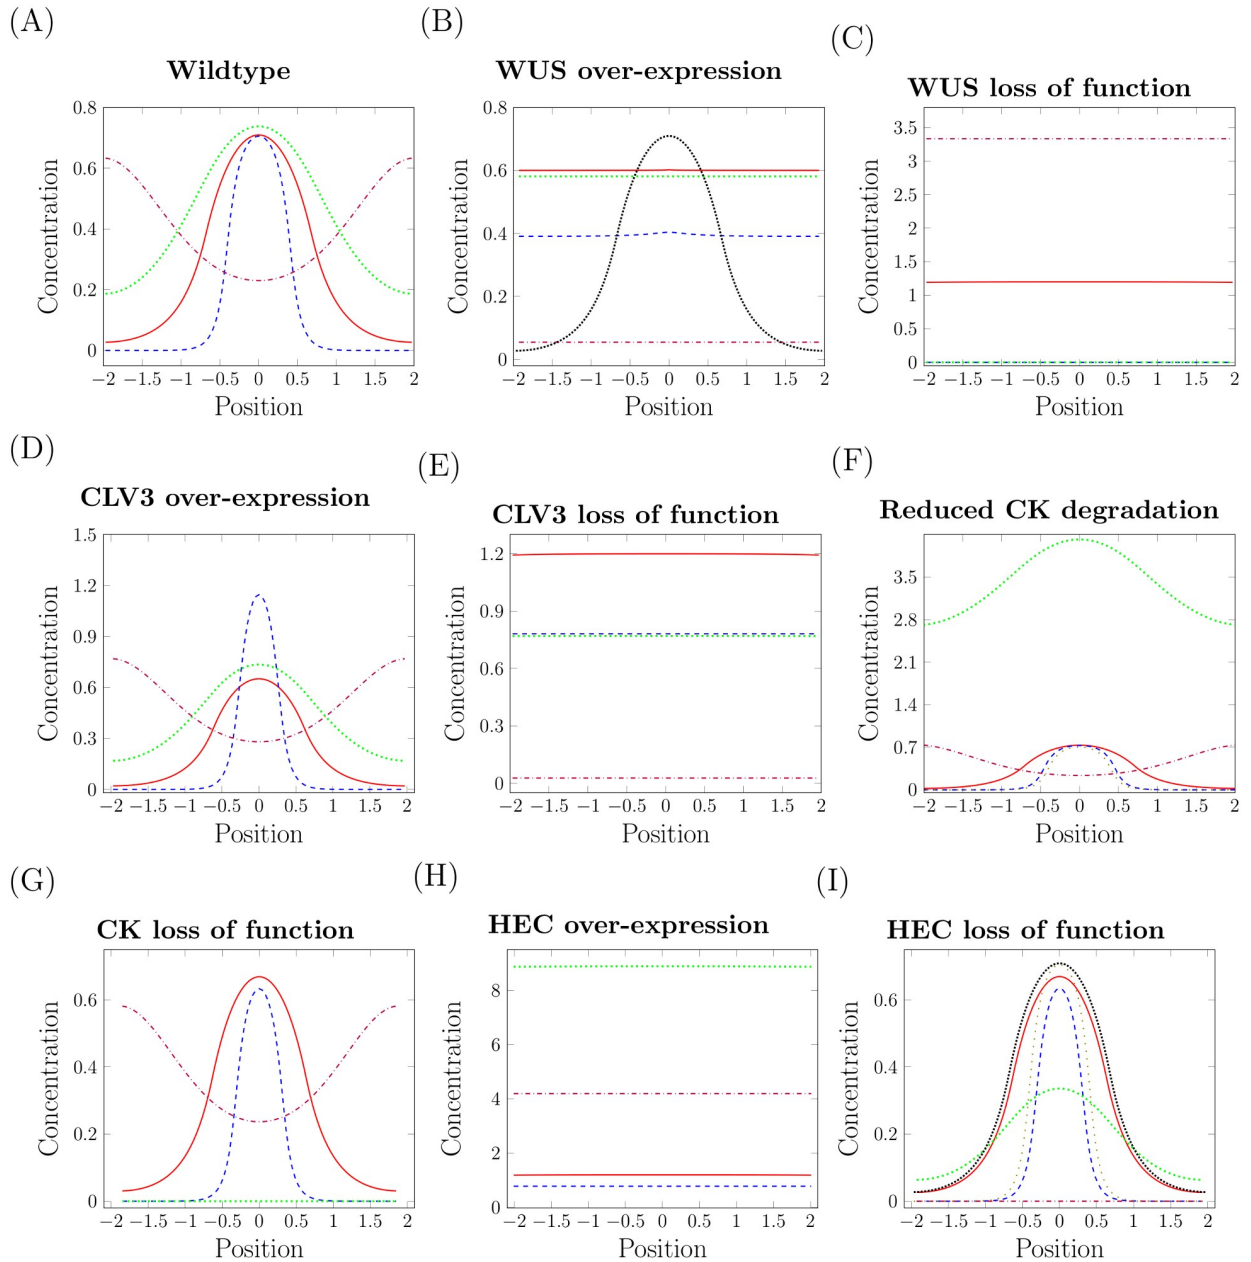 (A)
Wildtype
0.8
0.6
0.4
0.2
0
Concentration
−2 −1.5 −1 −0.5 0 0.5 1 1.5 2
Position
(B)
WUS over-expression
0.8
0.6
0.4
0.2
0
Concentration
−2 −1.5 −1 −0.5 0 0.5 1 1.5 2
Position
(C)
WUS loss of function
3.5
3
2.5
2
1.5
1
0.5
0
Concentration
−2 −1.5 −1 −0.5 0 0.5 1 1.5 2
Position
(D)
CLV3 over-expression
1.5
1.2
0.9
0.6
0.3
0
Concentration
−2 −1.5 −1 −0.5 0 0.5 1 1.5 2
Position
(E)
CLV3 loss of function
1.2
0.9
0.6
0.3
0
Concentration
−2 −1.5 −1 −0.5 0 0.5 1 1.5 2
Position
(F)
Reduced CK degradation
3.5
2.8
2.1
1.4
0.7
0
Concentration
−2 −1.5 −1 −0.5 0 0.5 1 1.5 2
Position
(G)
CK loss of function
0.6
0.4
0.2
0
Concentration
−2 −1.5 −1 −0.5 0 0.5 1 1.5 2
Position
(H)
HEC over-expression
8
6
4
2
0
Concentration
−2 −1.5 −1 −0.5 0 0.5 1 1.5 2
Position
(I)
HEC loss of function
0.6
0.4
0.2
0
Concentration
−2 −1.5 −1 −0.5 0 0.5 1 1.5 2
Position